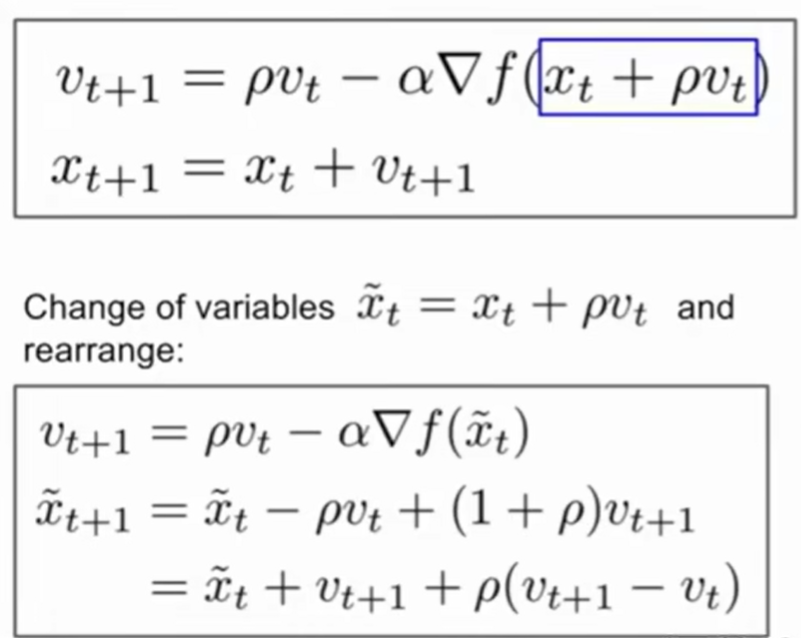 v_{t+1} = ρv_t − α∇f(x_t + ρv_t)
x_{t+1} = x_t + v_{t+1}
Change of variables x̃_t = x_t + ρv_t and
rearrange:
v_{t+1} = ρv_t − α∇f(x̃_t)
x̃_{t+1} = x̃_t − ρv_t + (1 + ρ)v_{t+1}
= x̃_t + v_{t+1} + ρ(v_{t+1} − v_t)